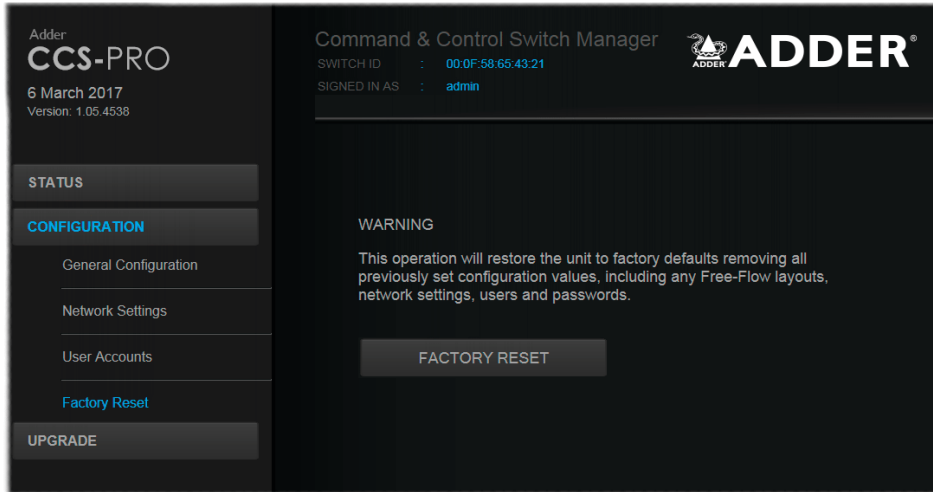 Adder
CCS-PRO
6 March 2017
Version: 1.05.4538
Command & Control Switch Manager
SWITCH ID : 00:0F:58:65:43:21
SIGNED IN AS : admin
ADDER
ADDER®
STATUS
CONFIGURATION
General Configuration
Network Settings
User Accounts
Factory Reset
UPGRADE
WARNING
This operation will restore the unit to factory defaults removing all
previously set configuration values, including any Free-Flow layouts,
network settings, users and passwords.
FACTORY RESET